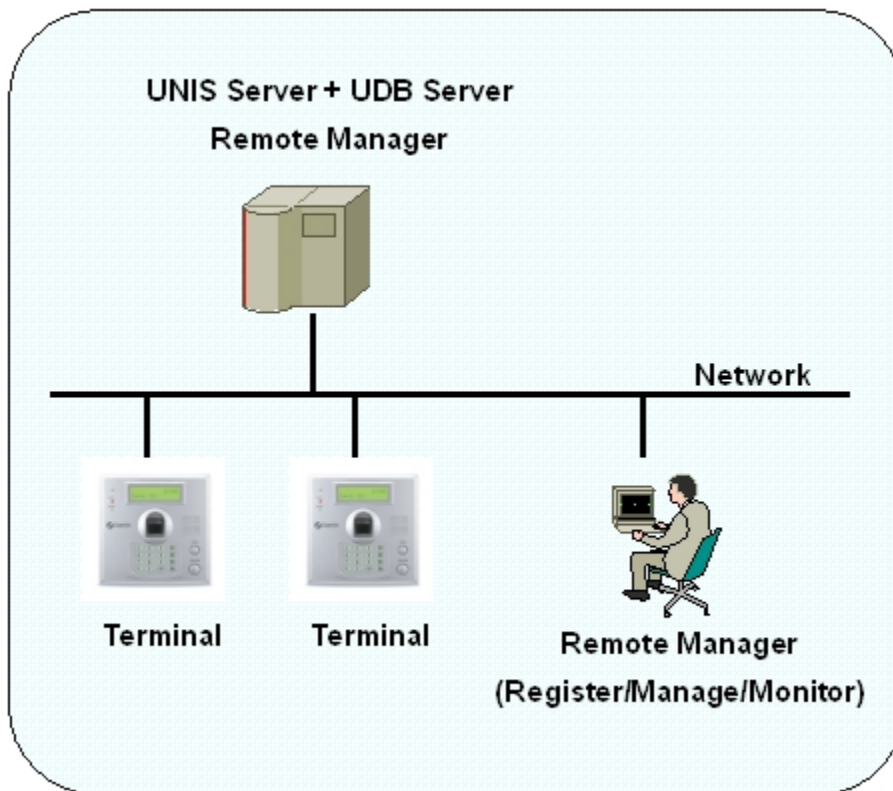 UNIS Server + UDB Server
Remote Manager
Network
Terminal
Terminal
Remote Manager
(Register/Manage/Monitor)